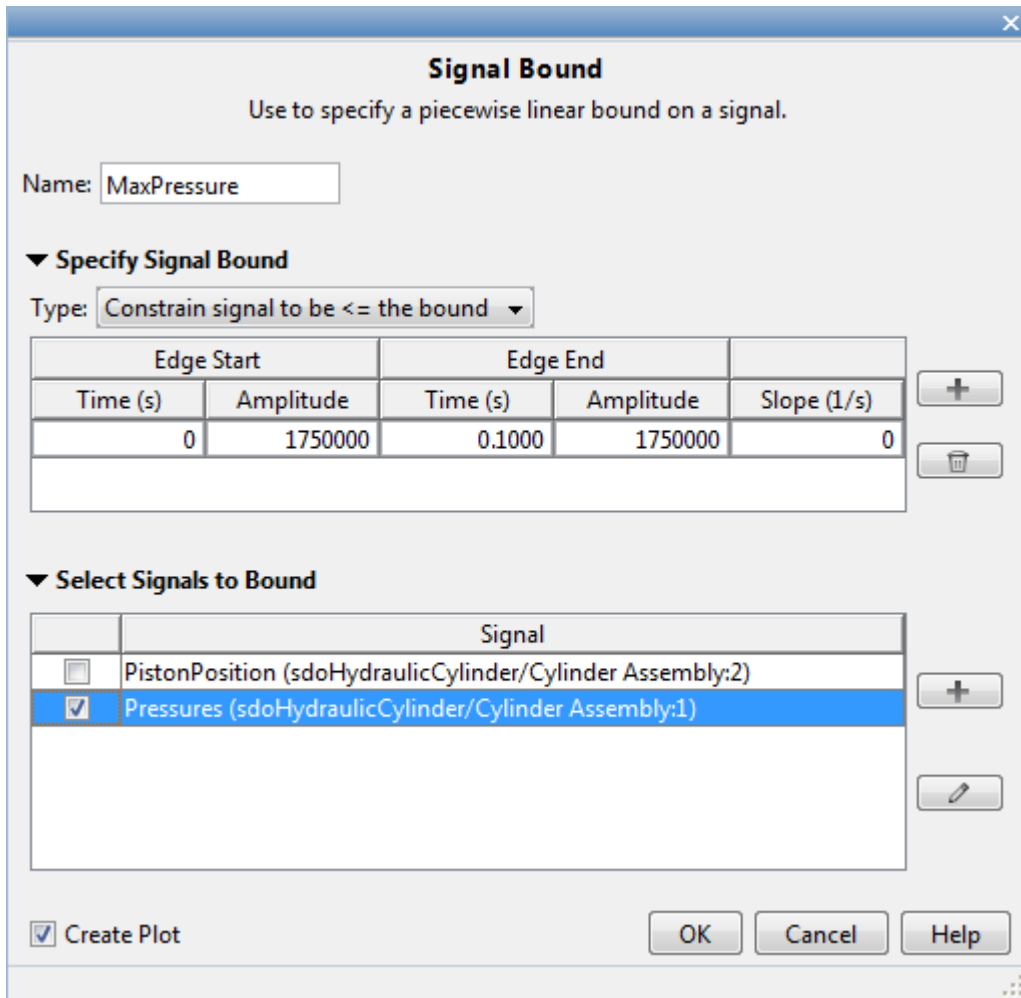 Signal Bound
Use to specify a piecewise linear bound on a signal.
Name: MaxPressure
Specify Signal Bound
Type: Constrain signal to be <= the bound
Edge Start Edge End
Time (s) Amplitude Time (s) Amplitude Slope (1/s)
0 1750000 0.1000 1750000 0
Select Signals to Bound
Signal
PistonPosition (sdoHydraulicCylinder/Cylinder Assembly:2)
Pressures (sdoHydraulicCylinder/Cylinder Assembly:1)
Create Plot OK Cancel Help